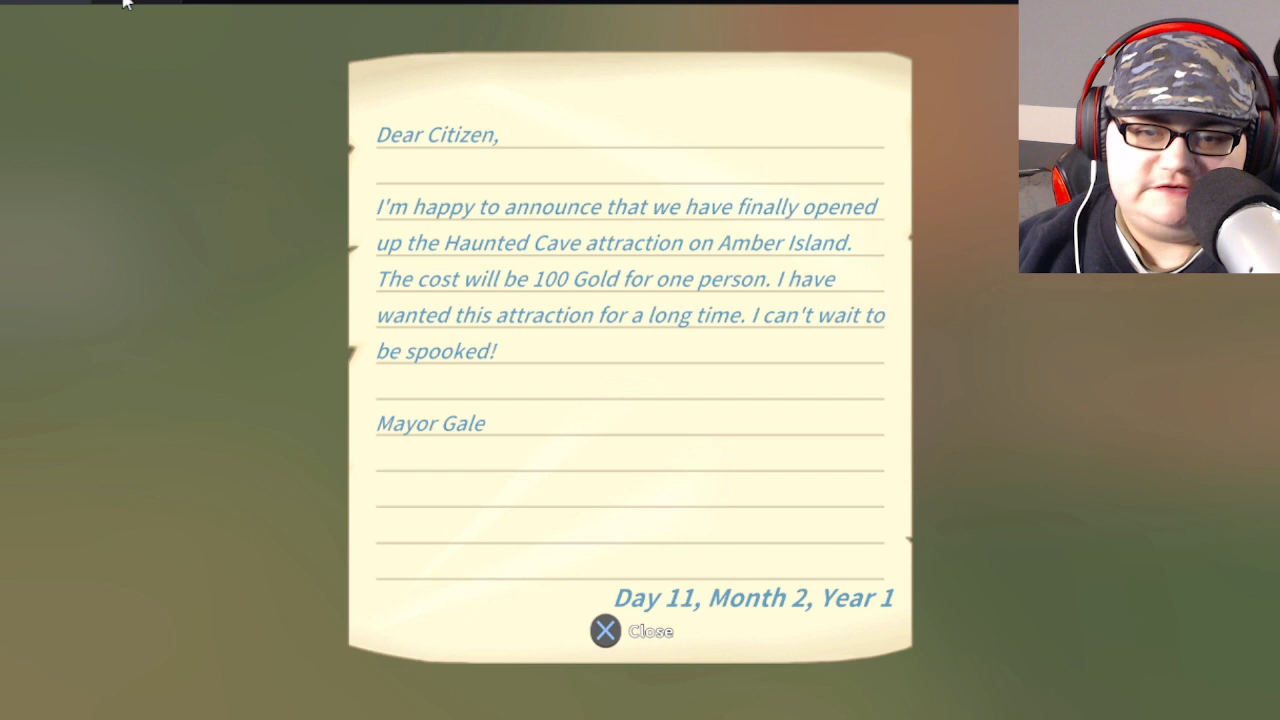 Dear Citizen,
I'm happy to announce that we have finally opened
up the Haunted Cave attraction on Amber Island.
The cost will be 100 Gold for one person. I have
wanted this attraction for a long time. I can't wait to
be spooked!
Mayor Gale
Day 11, Month 2, Year 1
Close